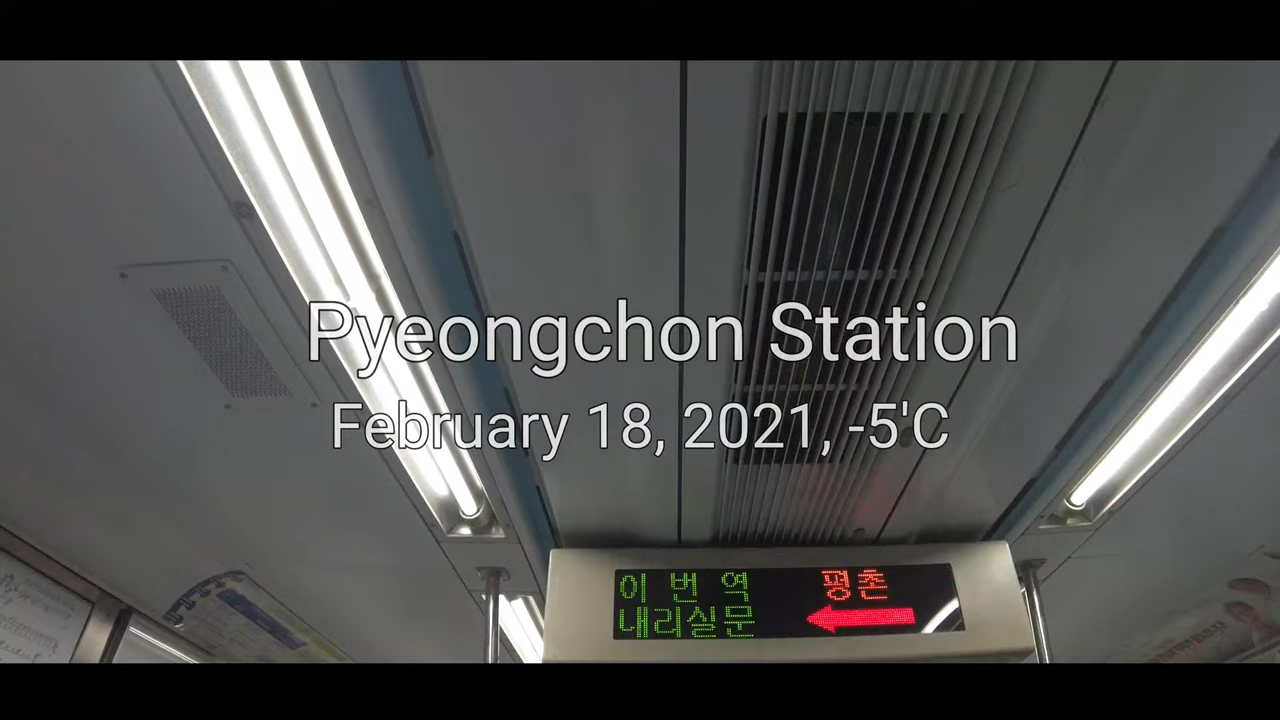 Pyeongchon Station
February 18, 2021, -5'C
이번역 평촌
내리실문